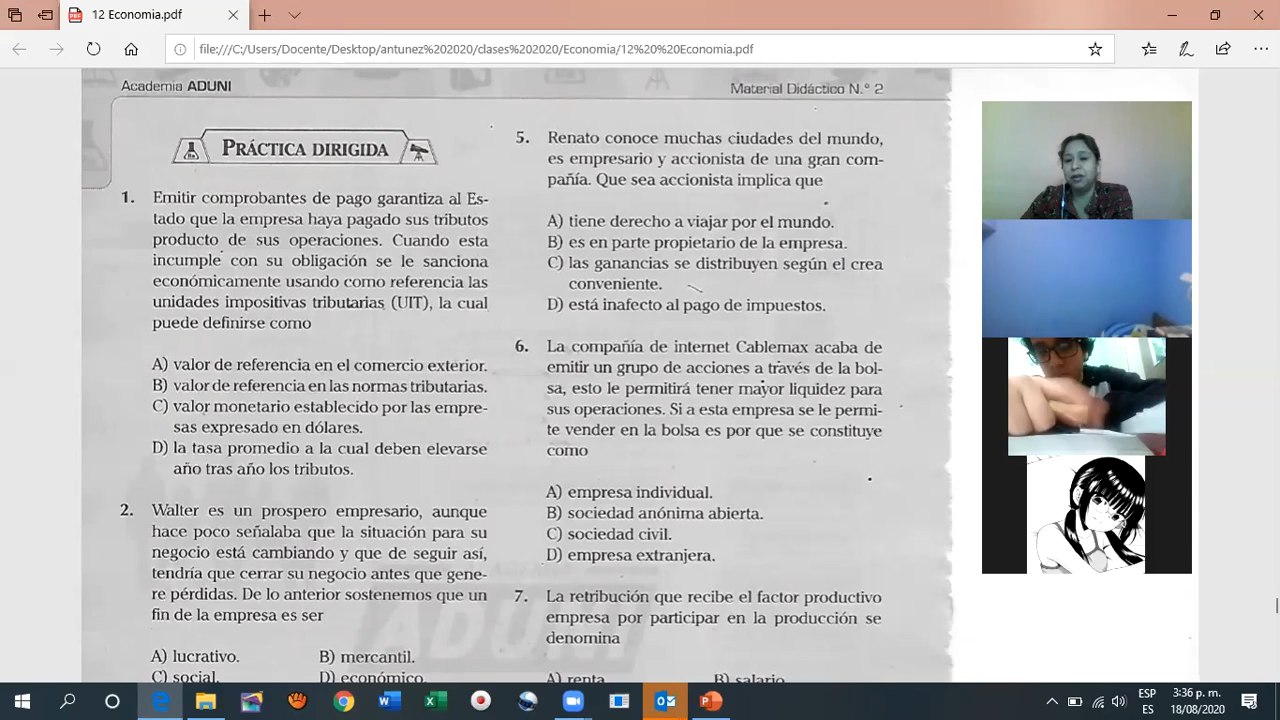 12 Economia.pdf
file:///C:/Users/Docente/Desktop/antunez%202020/clases%202020/Economia/12%20%20Economia.pdf
Academia ADUNI
Material Didáctico N.° 2
PRÁCTICA DIRIGIDA
1. Emitir comprobantes de pago garantiza al Es-
tado que la empresa haya pagado sus tributos
producto de sus operaciones. Cuando esta
incumple con su obligación se le sanciona
económicamente usando como referencia las
unidades impositivas tributarias (UIT), la cual
puede definirse como
A) valor de referencia en el comercio exterior.
B) valor de referencia en las normas tributarias.
C) valor monetario establecido por las empre-
sas expresado en dólares.
D) la tasa promedio a la cual deben elevarse
año tras año los tributos.
2. Walter es un prospero empresario, aunque
hace poco señalaba que la situación para su
negocio está cambiando y que de seguir así,
tendría que cerrar su negocio antes que gene-
re pérdidas. De lo anterior sostenemos que un
fin de la empresa es ser
A) lucrativo. B) mercantil.
C) social. D) económico.
5. Renato conoce muchas ciudades del mundo,
es empresario y accionista de una gran com-
pañía. Que sea accionista implica que
A) tiene derecho a viajar por el mundo.
B) es en parte propietario de la empresa.
C) las ganancias se distribuyen según el crea
conveniente.
D) está inafecto al pago de impuestos.
6. La compañía de internet Cablemax acaba de
emitir un grupo de acciones a través de la bol-
sa, esto le permitirá tener mayor liquidez para
sus operaciones. Si a esta empresa se le permi-
te vender en la bolsa es por que se constituye
como
A) empresa individual.
B) sociedad anónima abierta.
C) sociedad civil.
D) empresa extranjera.
7. La retribución que recibe el factor productivo
empresa por participar en la producción se
denomina
A) renta B) salario
ADUNI
ESP
ES
3:36 p. m.
18/08/2020